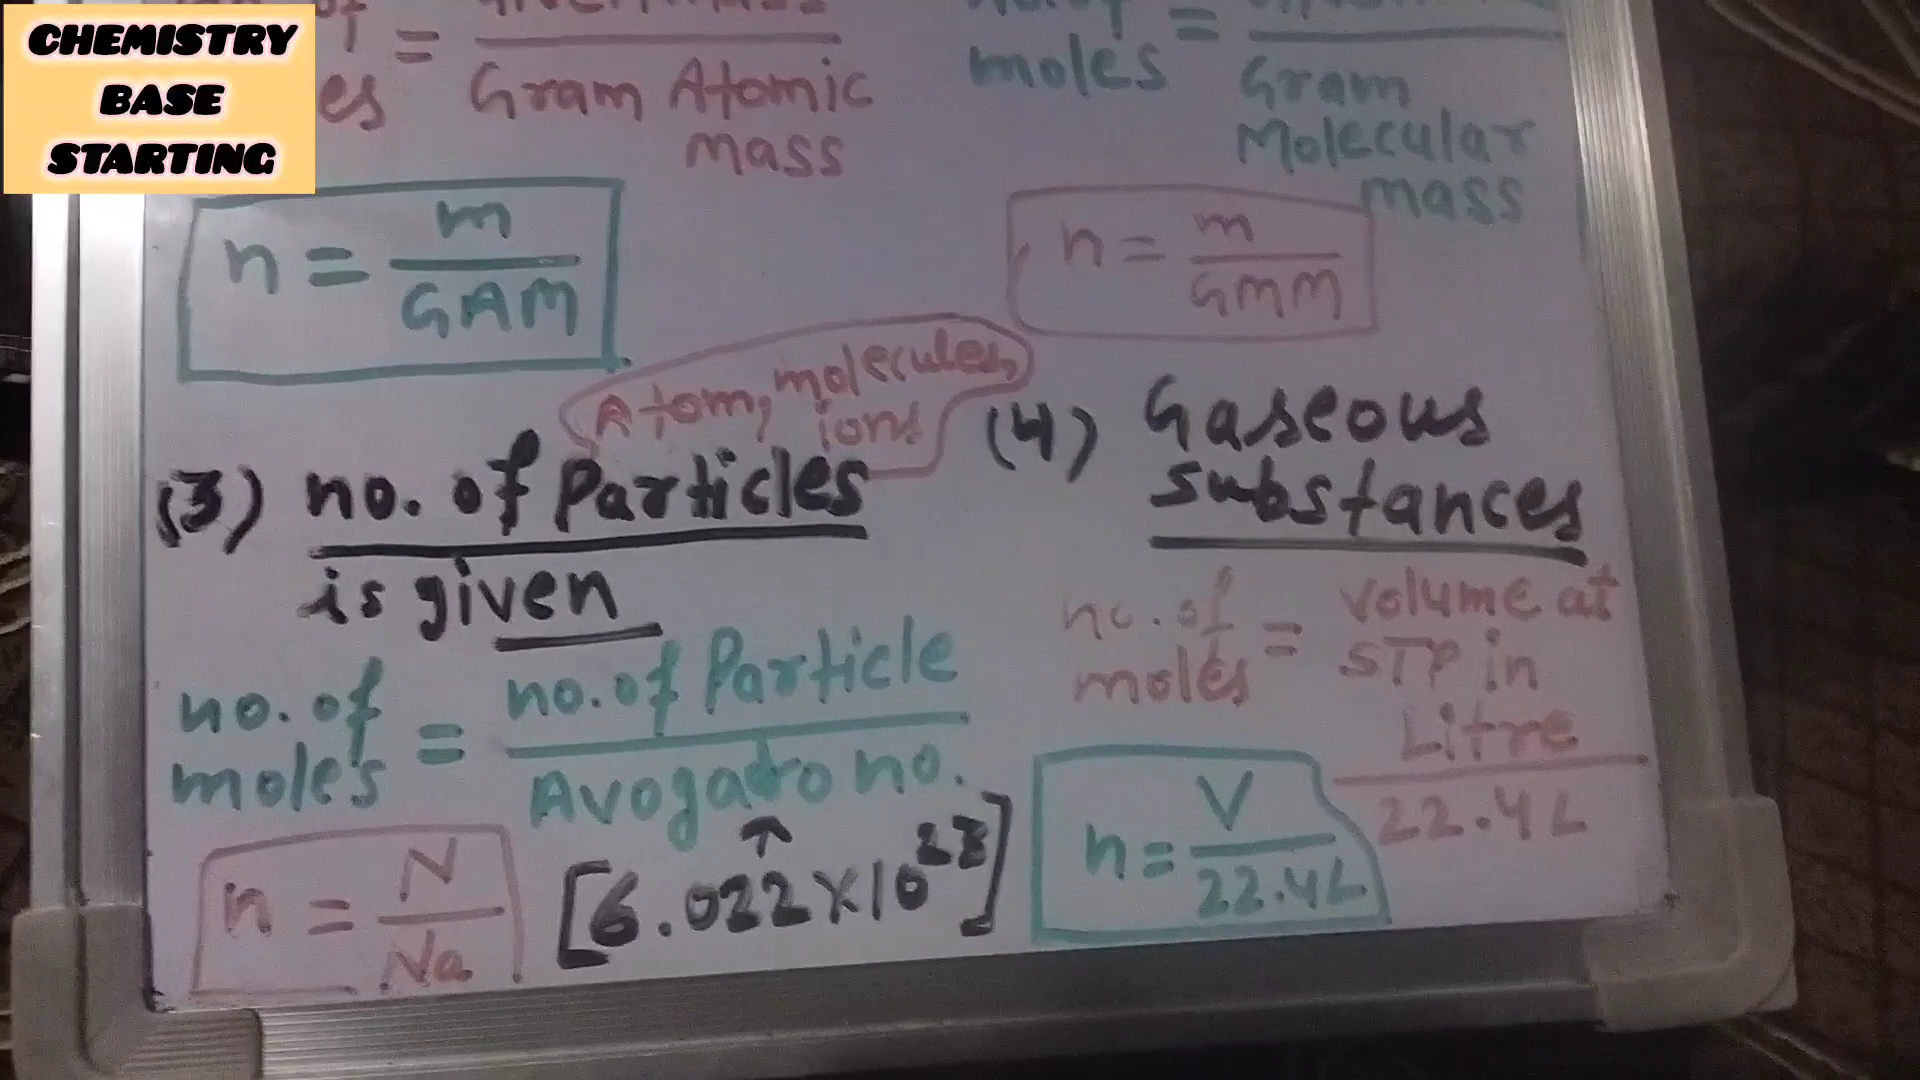 CHEMISTRY
BASE
STARTING
es = Gram Atomic
mass
n = m / GAM
moles = Gram
Molecular
mass
n = m / GMM
Atom, molecules,
ions
(3) no. of Particles
is given
no. of
moles = no. of Particle / Avogadro no.
n = N / Na
[6.022×10²³]
(4) Gaseous
substances
no. of
moles = Volume at
STP in
Litre
22.4L
n = V / 22.4L